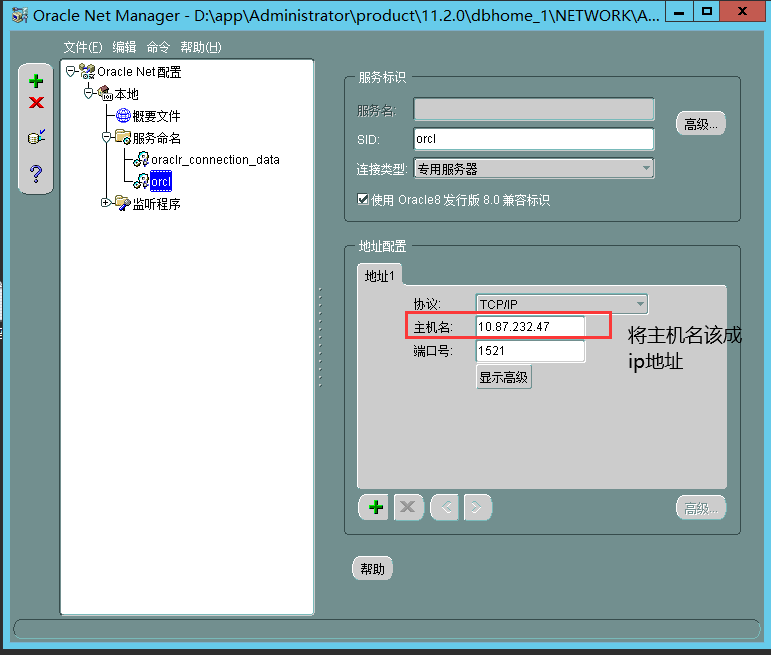 Oracle Net Manager - D:\app\Administrator\product\11.2.0\dbhome_1\NETWORK\A...
文件(F) 编辑 命令 帮助(H)
Oracle Net 配置
本地
概要文件
服务命名
oraclr_connection_data
orcl
监听程序
服务标识
服务名:
高级...
SID: orcl
连接类型: 专用服务器
使用 Oracle8 发行版 8.0 兼容标识
地址配置
地址1
协议: TCP/IP
主机名: 10.87.232.47
端口号: 1521
显示高级
将主机名该成
ip地址
高级...
帮助